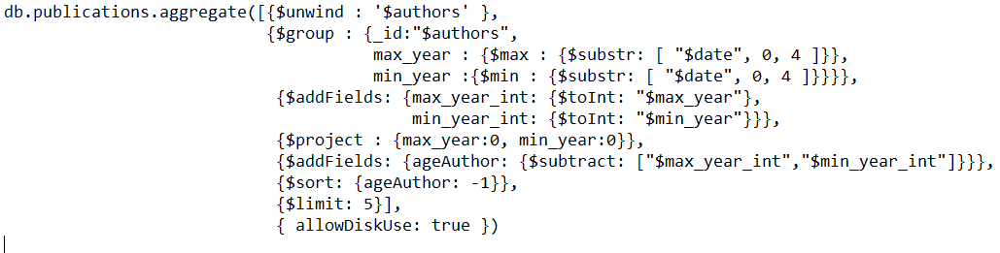 db.publications.aggregate([{$unwind : '$authors' },
{$group : {_id:"$authors",
max_year : {$max : {$substr: [ "$date", 0, 4 ]}},
min_year :{$min : {$substr: [ "$date", 0, 4 ]}}}},
{$addFields: {max_year_int: {$toInt: "$max_year"},
min_year_int: {$toInt: "$min_year"}}},
{$project : {max_year:0, min_year:0}},
{$addFields: {ageAuthor: {$subtract: ["$max_year_int","$min_year_int"]}}},
{$sort: {ageAuthor: -1}},
{$limit: 5}],
{ allowDiskUse: true })